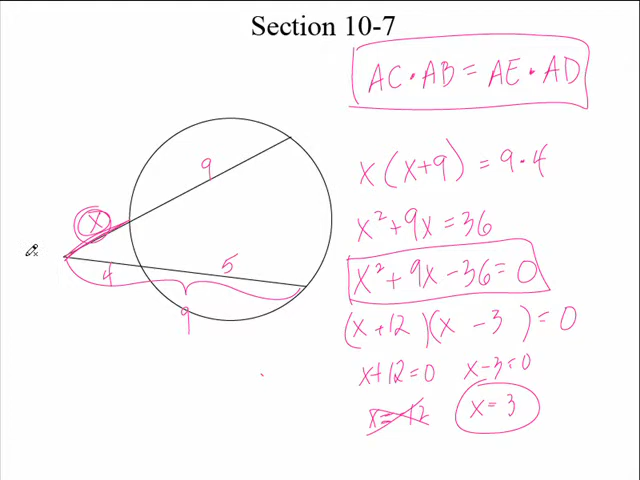 Section 10-7
AC · AB = AE · AD
9
x
4
5
9
x(x+9) = 9·4
x² + 9x = 36
x² + 9x - 36 = 0
(x + 12)(x - 3) = 0
x+12=0 x-3=0
x=-12 x=3